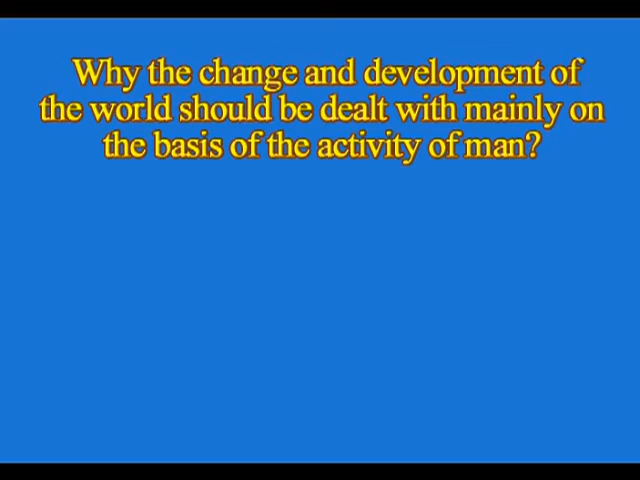 Why the change and development of
the world should be dealt with mainly on
the basis of the activity of man?